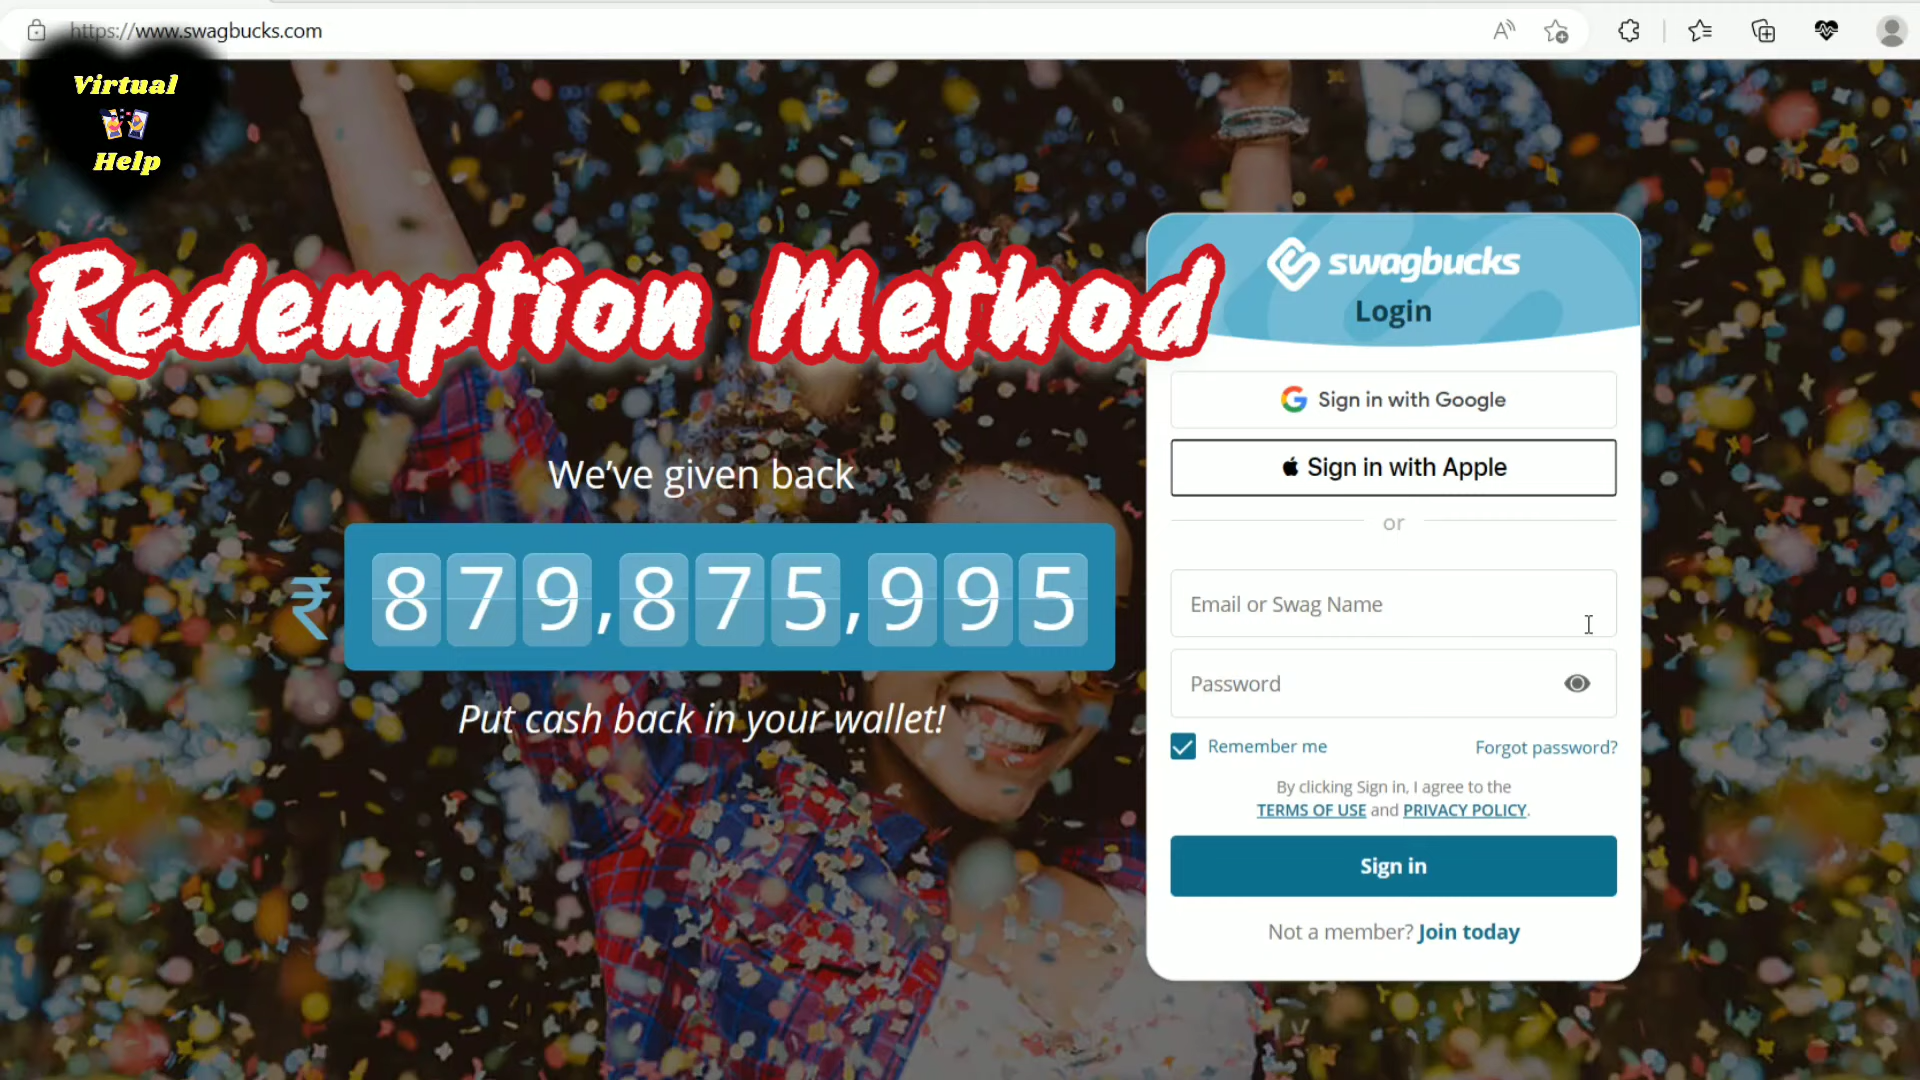 https://www.swagbucks.com
Virtual
Help
Redemption Method
We've given back
₹ 879,875,995
Put cash back in your wallet!
swagbucks
Login
Sign in with Google
Sign in with Apple
or
Email or Swag Name
Password
Remember me
Forgot password?
By clicking Sign in, I agree to the
TERMS OF USE and PRIVACY POLICY.
Sign in
Not a member? Join today